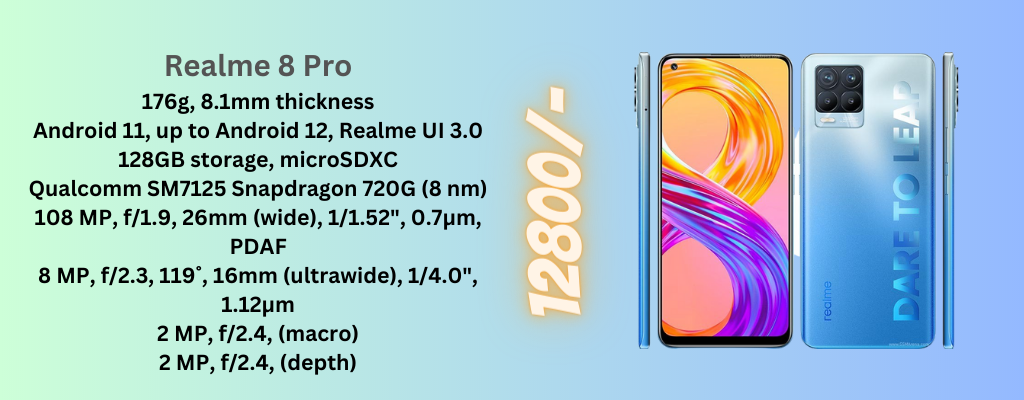 Realme 8 Pro
176g, 8.1mm thickness
Android 11, up to Android 12, Realme UI 3.0
128GB storage, microSDXC
Qualcomm SM7125 Snapdragon 720G (8 nm)
108 MP, f/1.9, 26mm (wide), 1/1.52", 0.7µm,
PDAF
8 MP, f/2.3, 119˚, 16mm (ultrawide), 1/4.0",
1.12µm
2 MP, f/2.4, (macro)
2 MP, f/2.4, (depth)
12800/-
realme
DARE TO LEAP